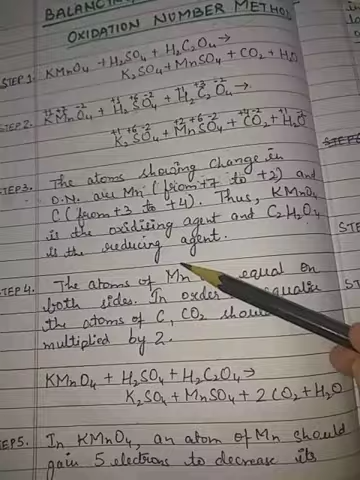 BALANCIN
OXIDATION NUMBER METHO
STEP 1. KMnO4 + H2SO4 + H2C2O4 →
K2SO4 + MnSO4 + CO2 + H2O
STEP 2. +1 +7 -2 KMnO4 + +1 +6 -2 H2SO4 + +1 +3 -2 H2C2O4 →
+1 +6 -2 K2SO4 + +2 +6 -2 MnSO4 + +4 -2 CO2 + +1 -2 H2O
STEP 3. The atoms showing change in
O.N. are Mn (from +7 to +2) and
C (from +3 to +4). Thus, KMnO4
is the oxidising agent and C2H2O4
is the reducing agent.
STEP 4. The atoms of Mn equal on
both sides. In order equalise
the atoms of C, CO2 shou
multiplied by 2.
KMnO4 + H2SO4 + H2C2O4 →
K2SO4 + MnSO4 + 2CO2 + H2O
STEP 5. In KMnO4, an atom of Mn should
gain 5 electrons to decrease its